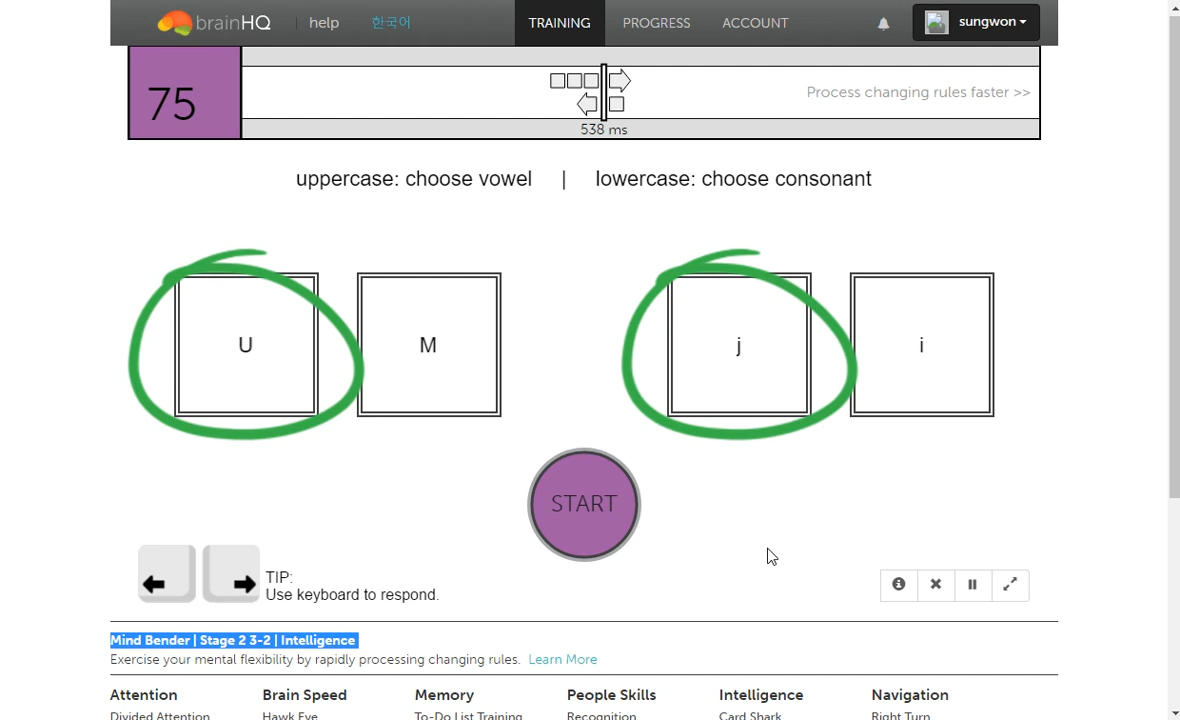 brainHQ | help 한국어 TRAINING PROGRESS ACCOUNT sungwon
75
Process changing rules faster >>
538 ms
uppercase: choose vowel | lowercase: choose consonant
U M j i
START
TIP:
Use keyboard to respond.
Mind Bender | Stage 2 3-2 | Intelligence
Exercise your mental flexibility by rapidly processing changing rules. Learn More
Attention Brain Speed Memory People Skills Intelligence Navigation
Divided Attention Hawk Eye To-Do List Training Recognition Card Shark Right Turn